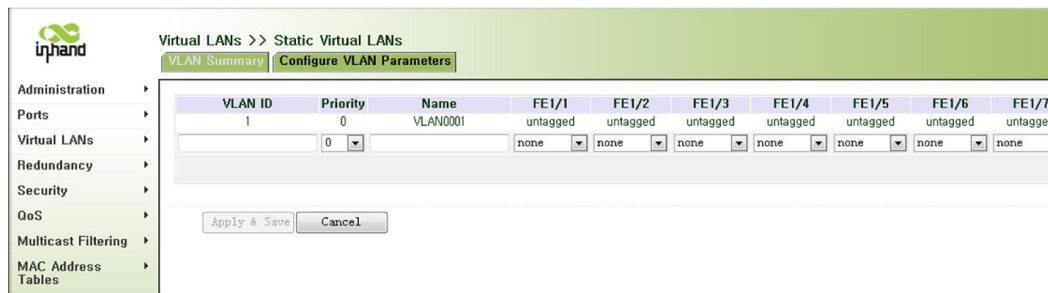 inhand
Virtual LANs >> Static Virtual LANs
VLAN Summary Configure VLAN Parameters
Administration
Ports
Virtual LANs
Redundancy
Security
QoS
Multicast Filtering
MAC Address
Tables
VLAN ID Priority Name FE1/1 FE1/2 FE1/3 FE1/4 FE1/5 FE1/6 FE1/7
1 0 VLAN0001 untagged untagged untagged untagged untagged untagged untagge
0 none none none none none none none
Apply & Save Cancel